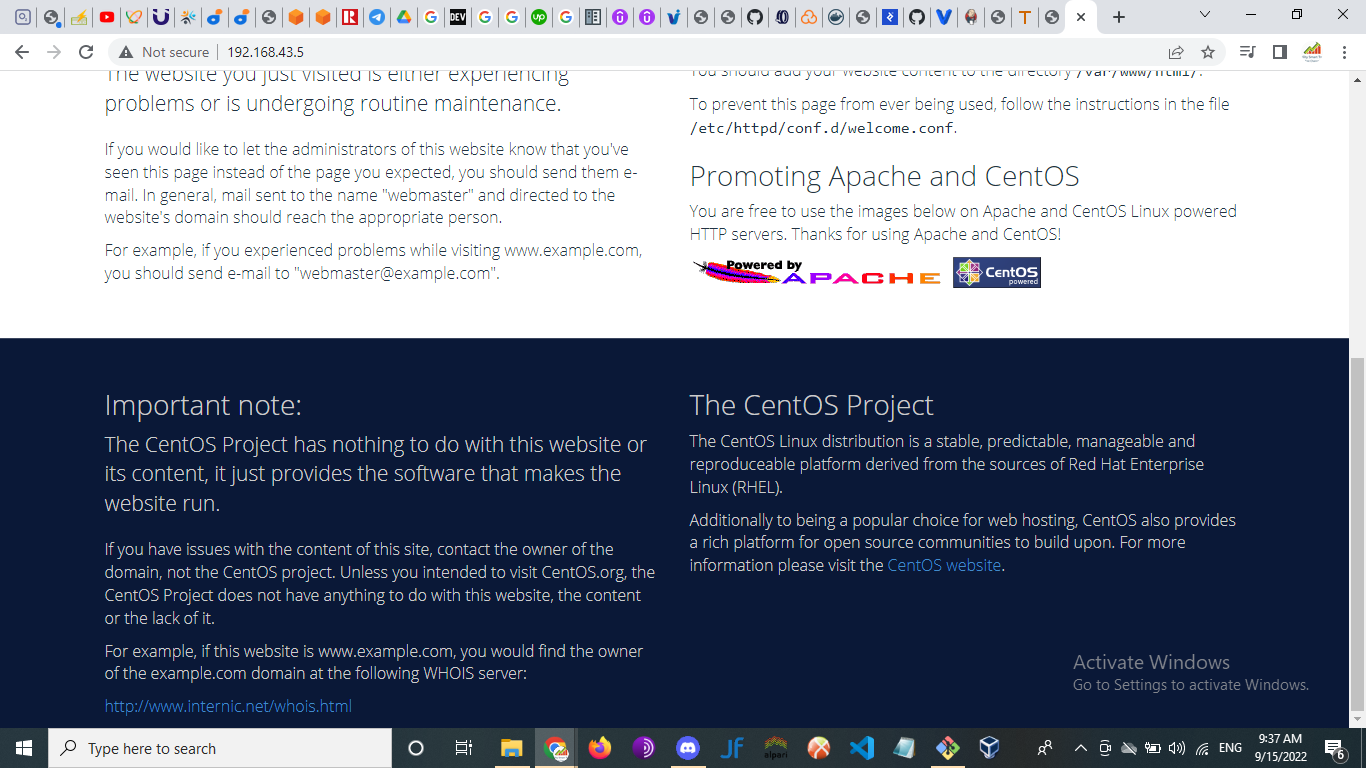 Not secure
192.168.43.5
The website you just visited is either experiencing
problems or is undergoing routine maintenance.
If you would like to let the administrators of this website know that you've
seen this page instead of the page you expected, you should send them e-
mail. In general, mail sent to the name "webmaster" and directed to the
website's domain should reach the appropriate person.
For example, if you experienced problems while visiting www.example.com,
you should send e-mail to "webmaster@example.com".
You should add your website content to the directory /var/www/html/.
To prevent this page from ever being used, follow the instructions in the file
/etc/httpd/conf.d/welcome.conf.
Promoting Apache and CentOS
You are free to use the images below on Apache and CentOS Linux powered
HTTP servers. Thanks for using Apache and CentOS!
Powered by
APACHE
CentOS
powered
Important note:
The CentOS Project has nothing to do with this website or
its content, it just provides the software that makes the
website run.
If you have issues with the content of this site, contact the owner of the
domain, not the CentOS project. Unless you intended to visit CentOS.org, the
CentOS Project does not have anything to do with this website, the content
or the lack of it.
For example, if this website is www.example.com, you would find the owner
of the example.com domain at the following WHOIS server:
http://www.internic.net/whois.html
The CentOS Project
The CentOS Linux distribution is a stable, predictable, manageable and
reproduceable platform derived from the sources of Red Hat Enterprise
Linux (RHEL).
Additionally to being a popular choice for web hosting, CentOS also provides
a rich platform for open source communities to build upon. For more
information please visit the CentOS website.
Activate Windows
Go to Settings to activate Windows.
Type here to search
ENG
9:37 AM
9/15/2022
6